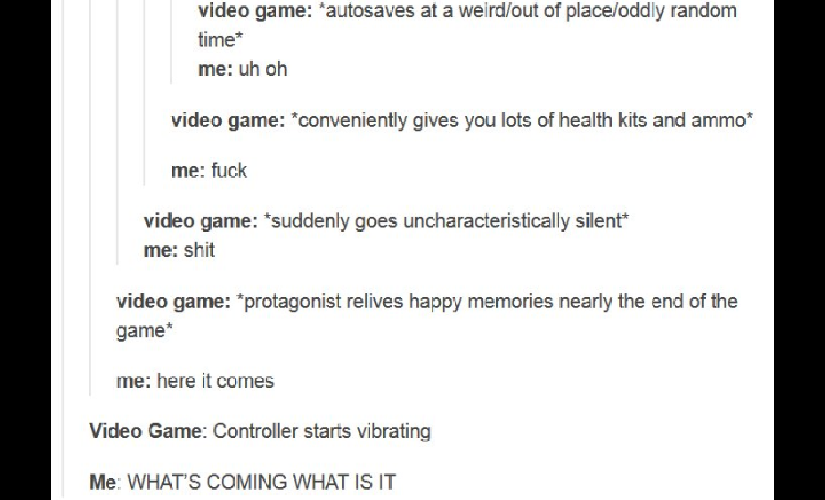 video game: *autosaves at a weird/out of place/oddly random
time*
me: uh oh
video game: *conveniently gives you lots of health kits and ammo*
me: fuck
video game: *suddenly goes uncharacteristically silent*
me: shit
video game: *protagonist relives happy memories nearly the end of the
game*
me: here it comes
Video Game: Controller starts vibrating
Me: WHAT'S COMING WHAT IS IT